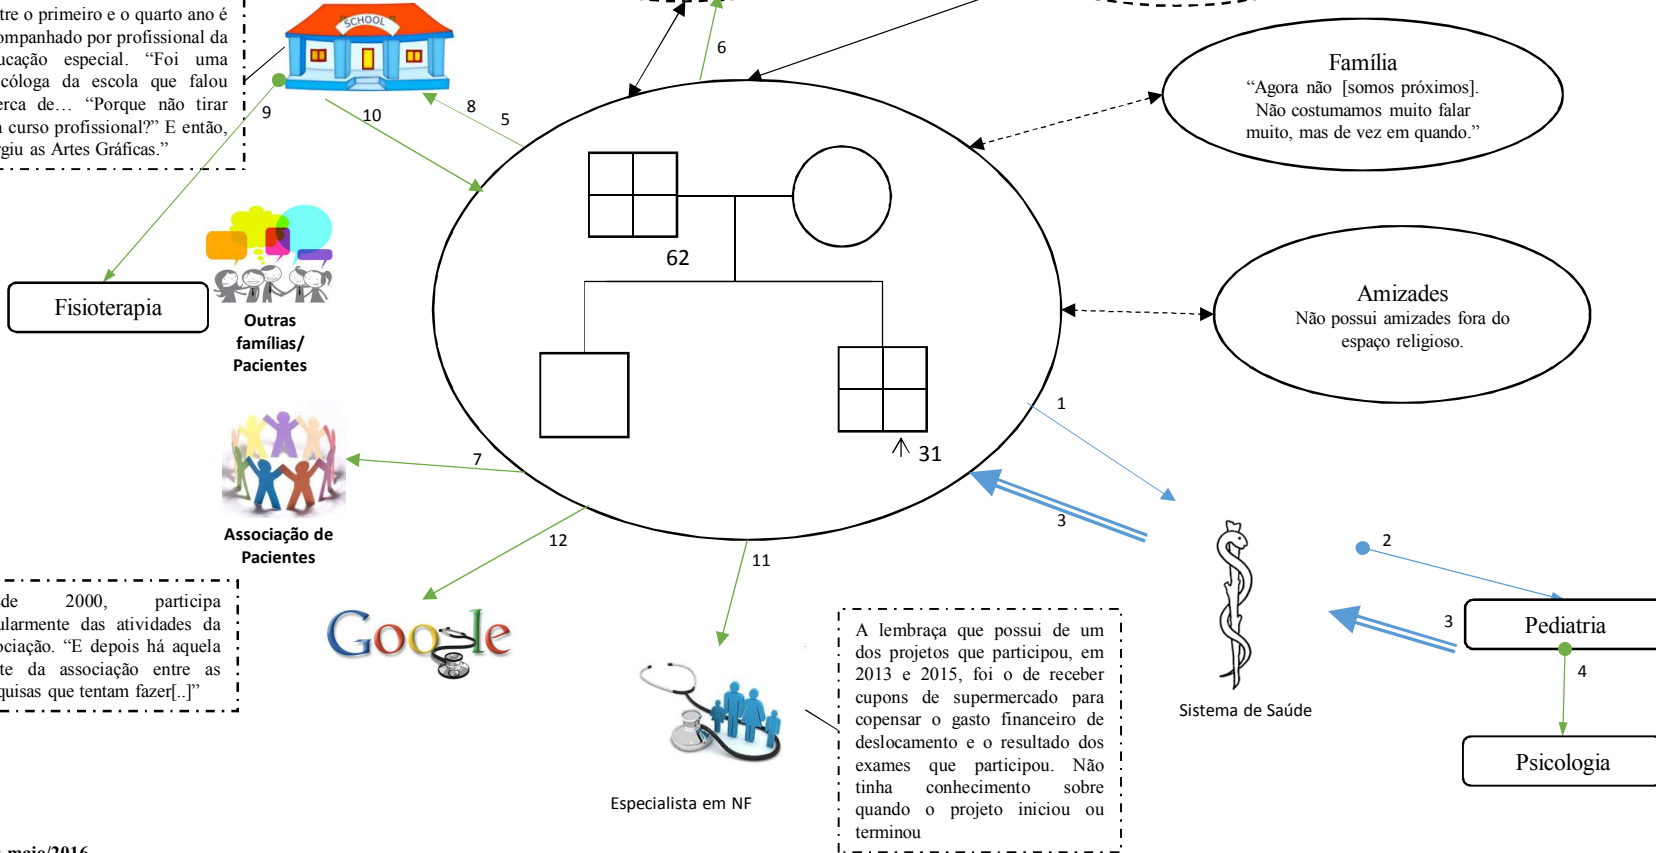 tre o primeiro e o quarto ano é
ompanhado por profissional da
ucação especial. “Foi uma
cóloga da escola que falou
erca de… “Porque não tirar
curso profissional?” E então,
rgiu as Artes Gráficas.”
SCHOOL
6
8
5
9
10
Família
“Agora não [somos próximos].
Não costumamos muito falar
muito, mas de vez em quando.”
62
Fisioterapia
Outras
famílias/
Pacientes
Amizades
Não possui amizades fora do
espaço religioso.
1
31
7
3
Associação de
Pacientes
12
11
2
de 2000, participa
ularmente das atividades da
ociação. “E depois há aquela
te da associação entre as
quisas que tentam fazer[..]”
Google
A lembraça que possui de um
dos projetos que participou, em
2013 e 2015, foi o de receber
cupons de supermercado para
copensar o gasto financeiro de
deslocamento e o resultado dos
exames que participou. Não
tinha conhecimento sobre
quando o projeto iniciou ou
terminou
3
Pediatria
4
Sistema de Saúde
Psicologia
Especialista em NF
maio/2016